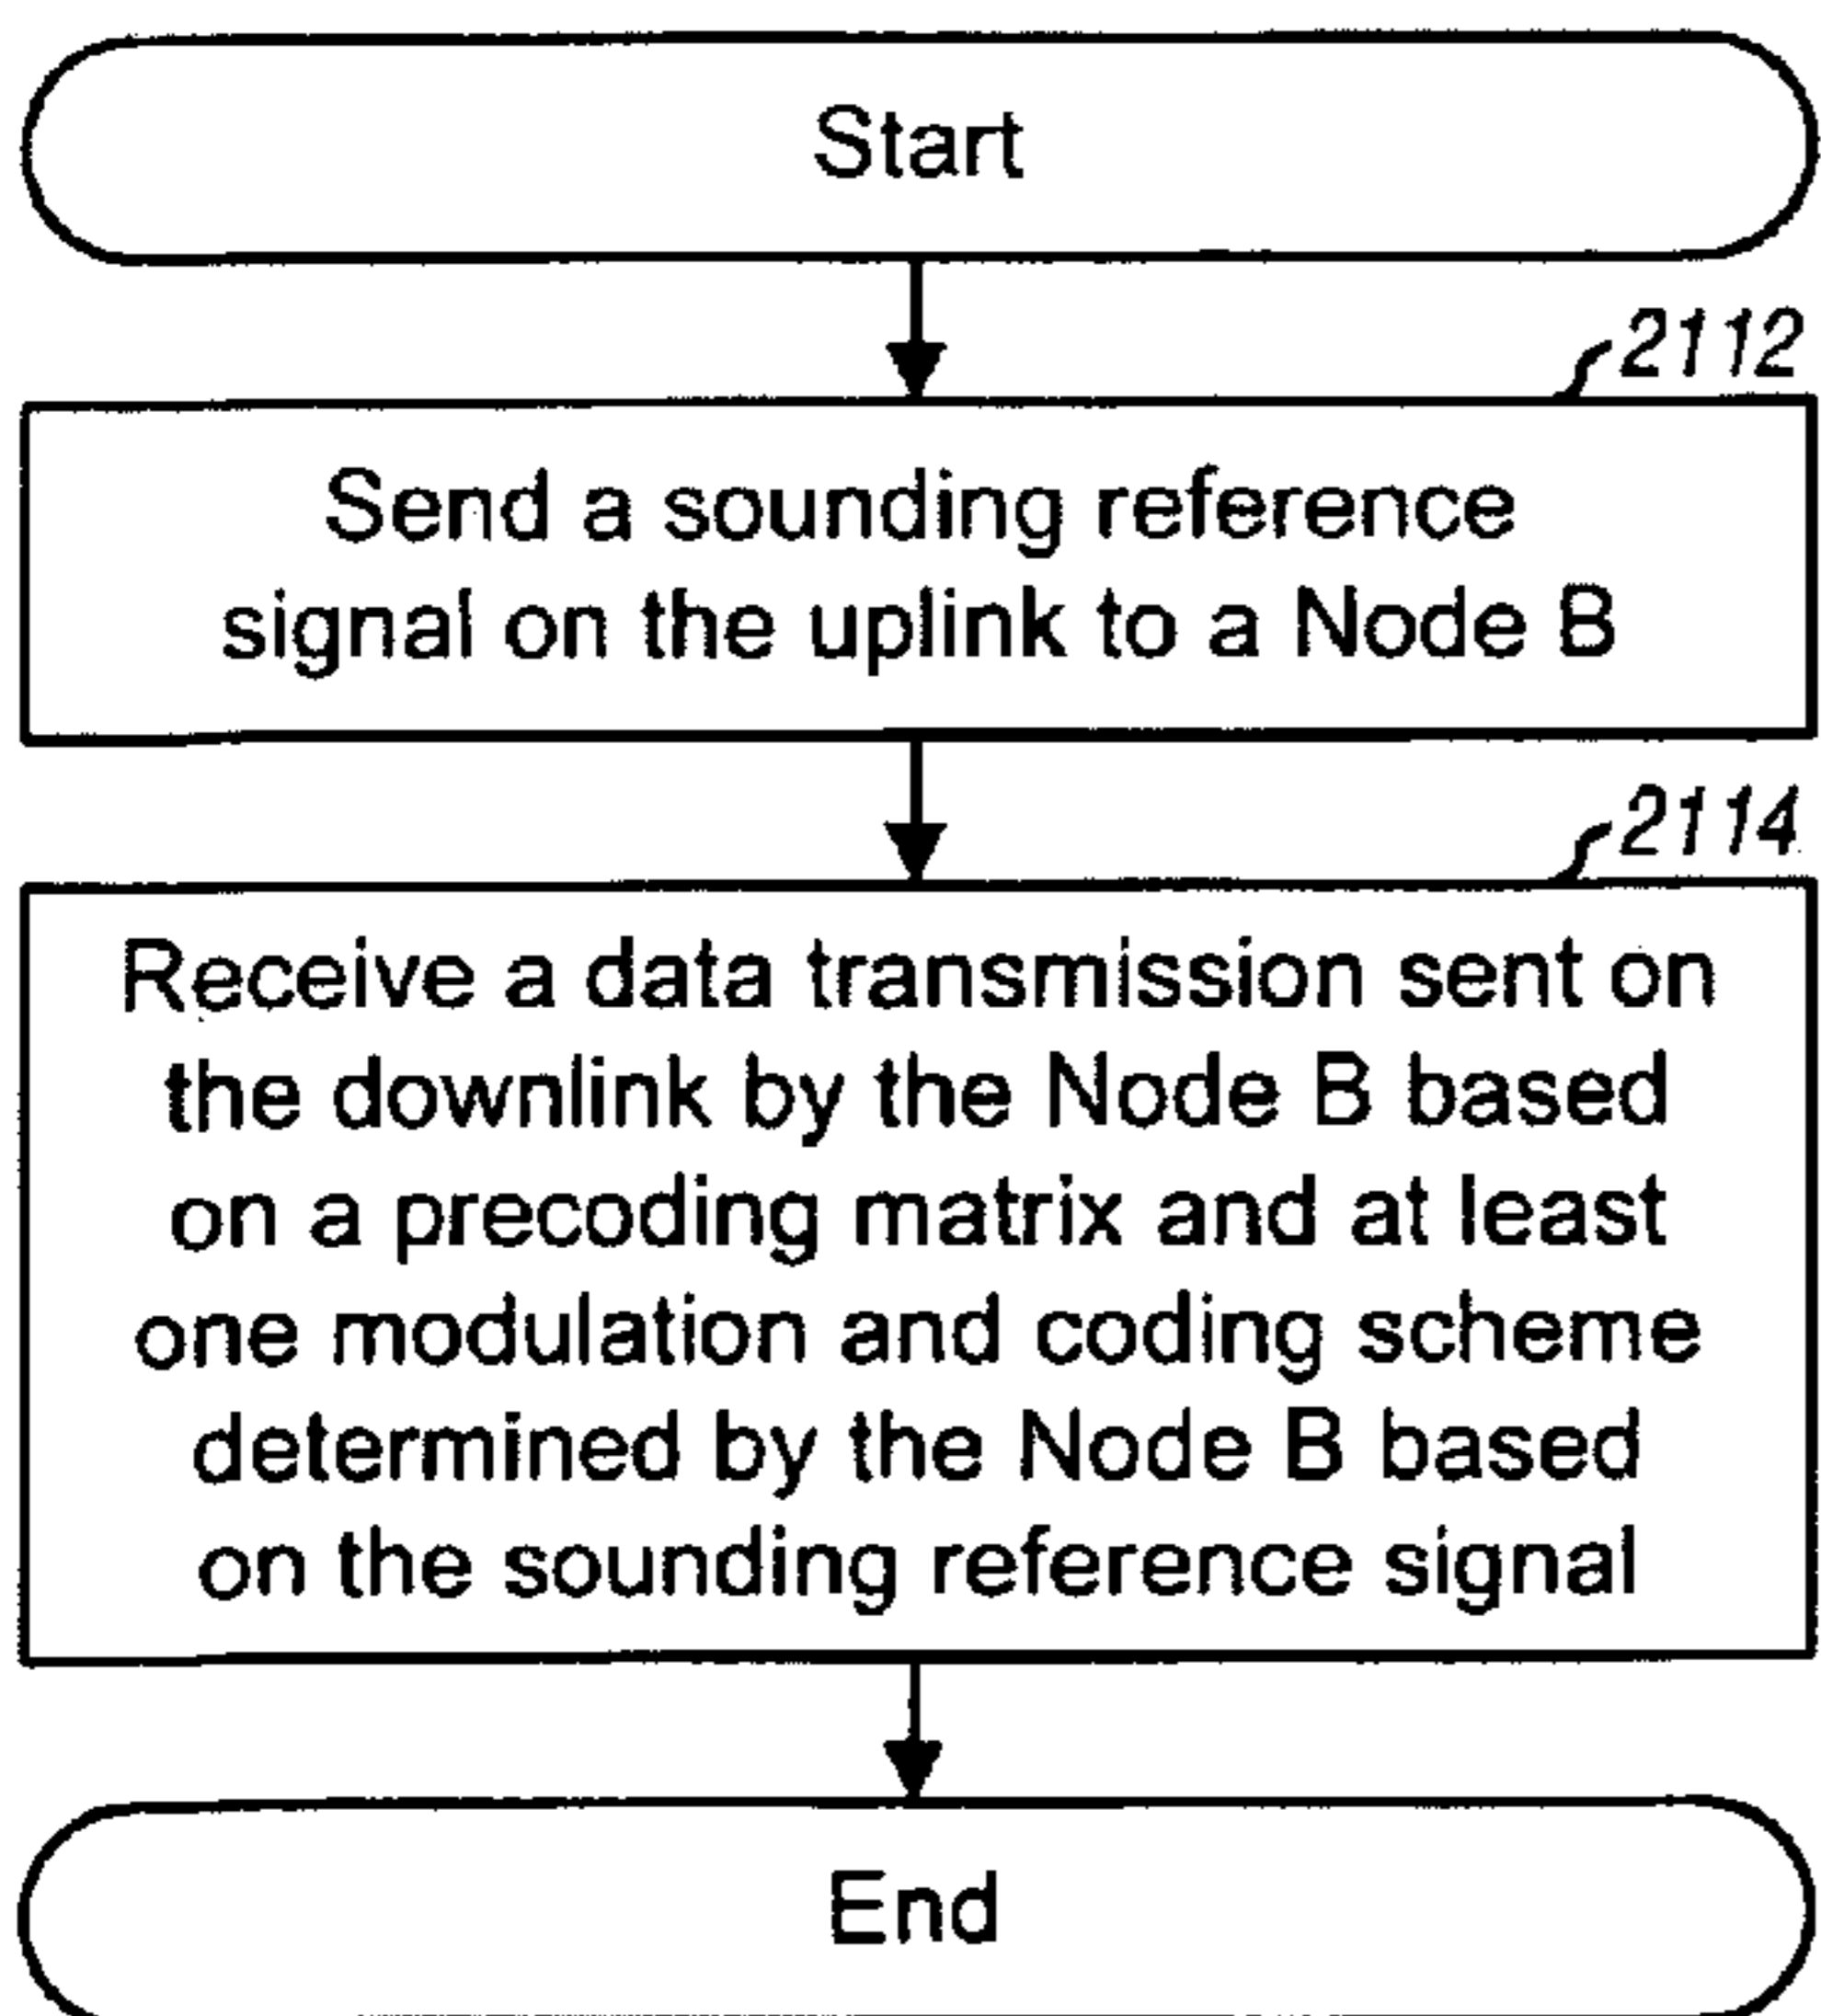 Start
2112
Send a sounding reference
signal on the uplink to a Node B
2114
Receive a data transmission sent on
the downlink by the Node B based
on a precoding matrix and at least
one modulation and coding scheme
determined by the Node B based
on the sounding reference signal
End